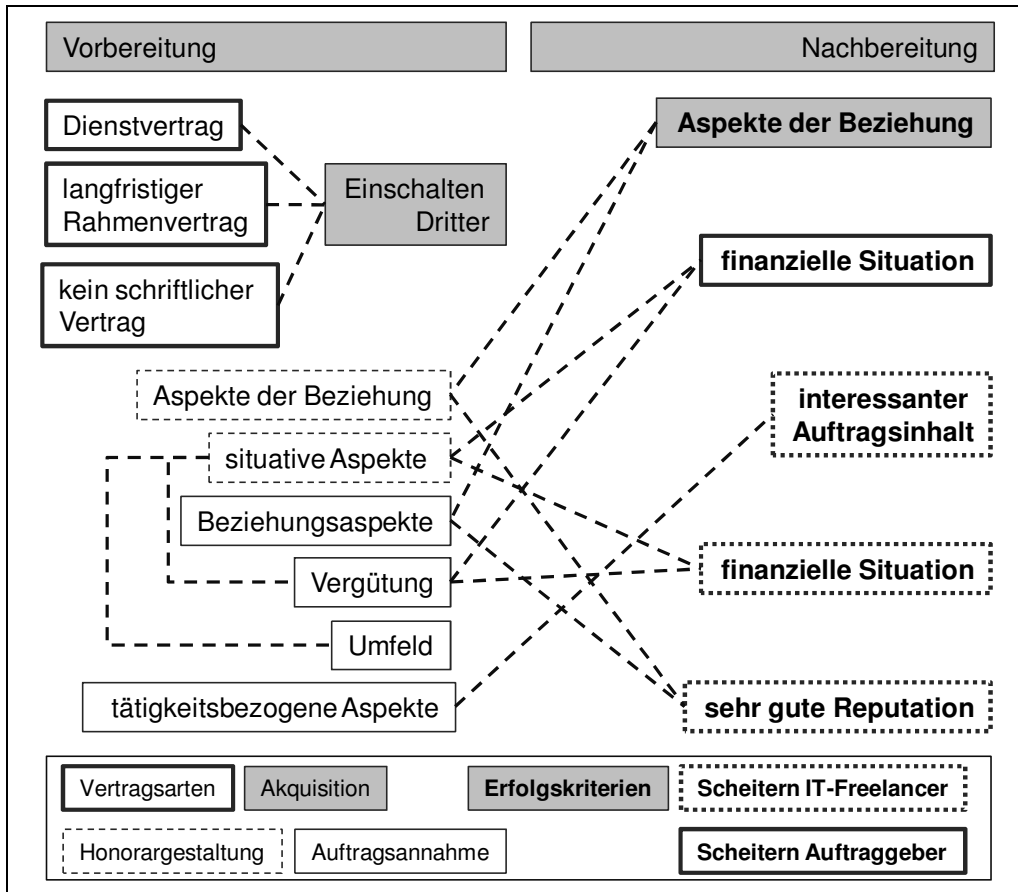 Vorbereitung
Nachbereitung
Dienstvertrag
langfristiger
Rahmenvertrag
kein schriftlicher
Vertrag
Einschalten
Dritter
Aspekte der Beziehung
situative Aspekte
Beziehungsaspekte
Vergütung
Umfeld
tätigkeitsbezogene Aspekte
Aspekte der Beziehung
finanzielle Situation
interessanter
Auftragsinhalt
finanzielle Situation
sehr gute Reputation
Vertragsarten
Akquisition
Erfolgskriterien
Scheitern IT-Freelancer
Honorargestaltung
Auftragsannahme
Scheitern Auftraggeber